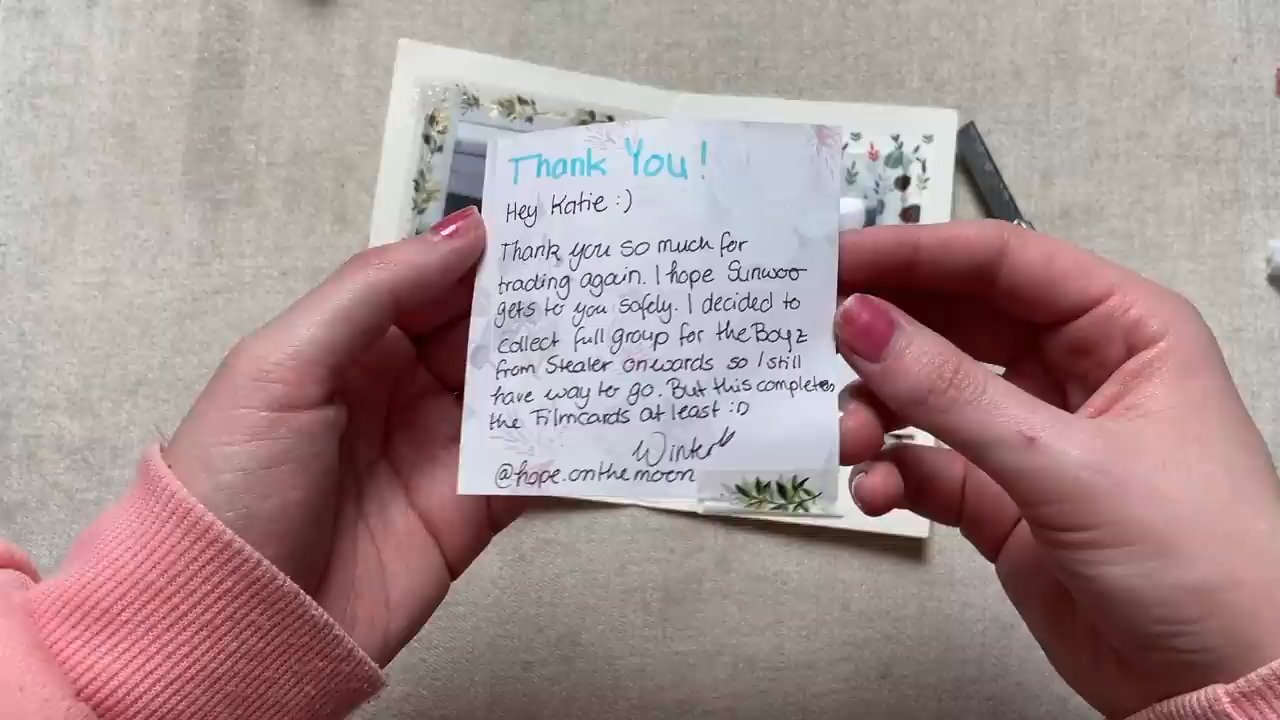 Thank You!
Hey Katie :)
Thank you so much for
trading again. I hope Sunwoo
gets to you safely. I decided to
collect full group for the Boyz
from Stealer onwards so I still
have way to go. But this completes
the Filmcards at least :D
Winter
@hope.onthemoon